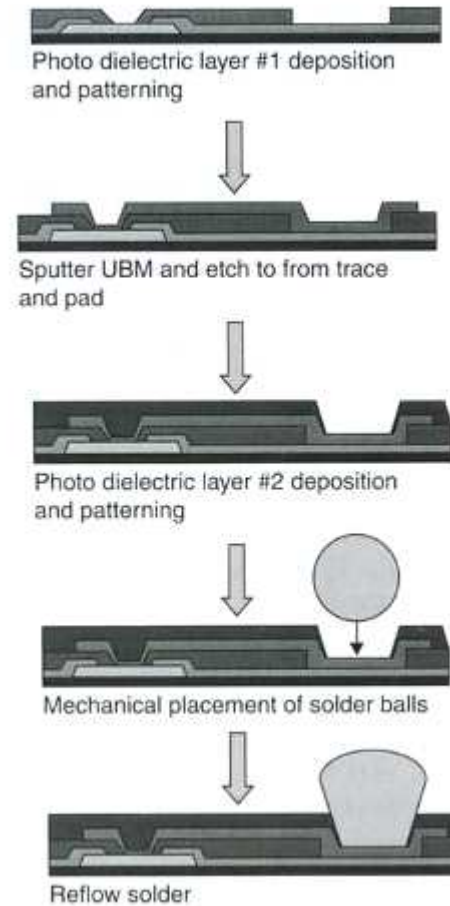 Photo dielectric layer #1 deposition
and patterning
Sputter UBM and etch to from trace
and pad
Photo dielectric layer #2 deposition
and patterning
Mechanical placement of solder balls
Reflow solder